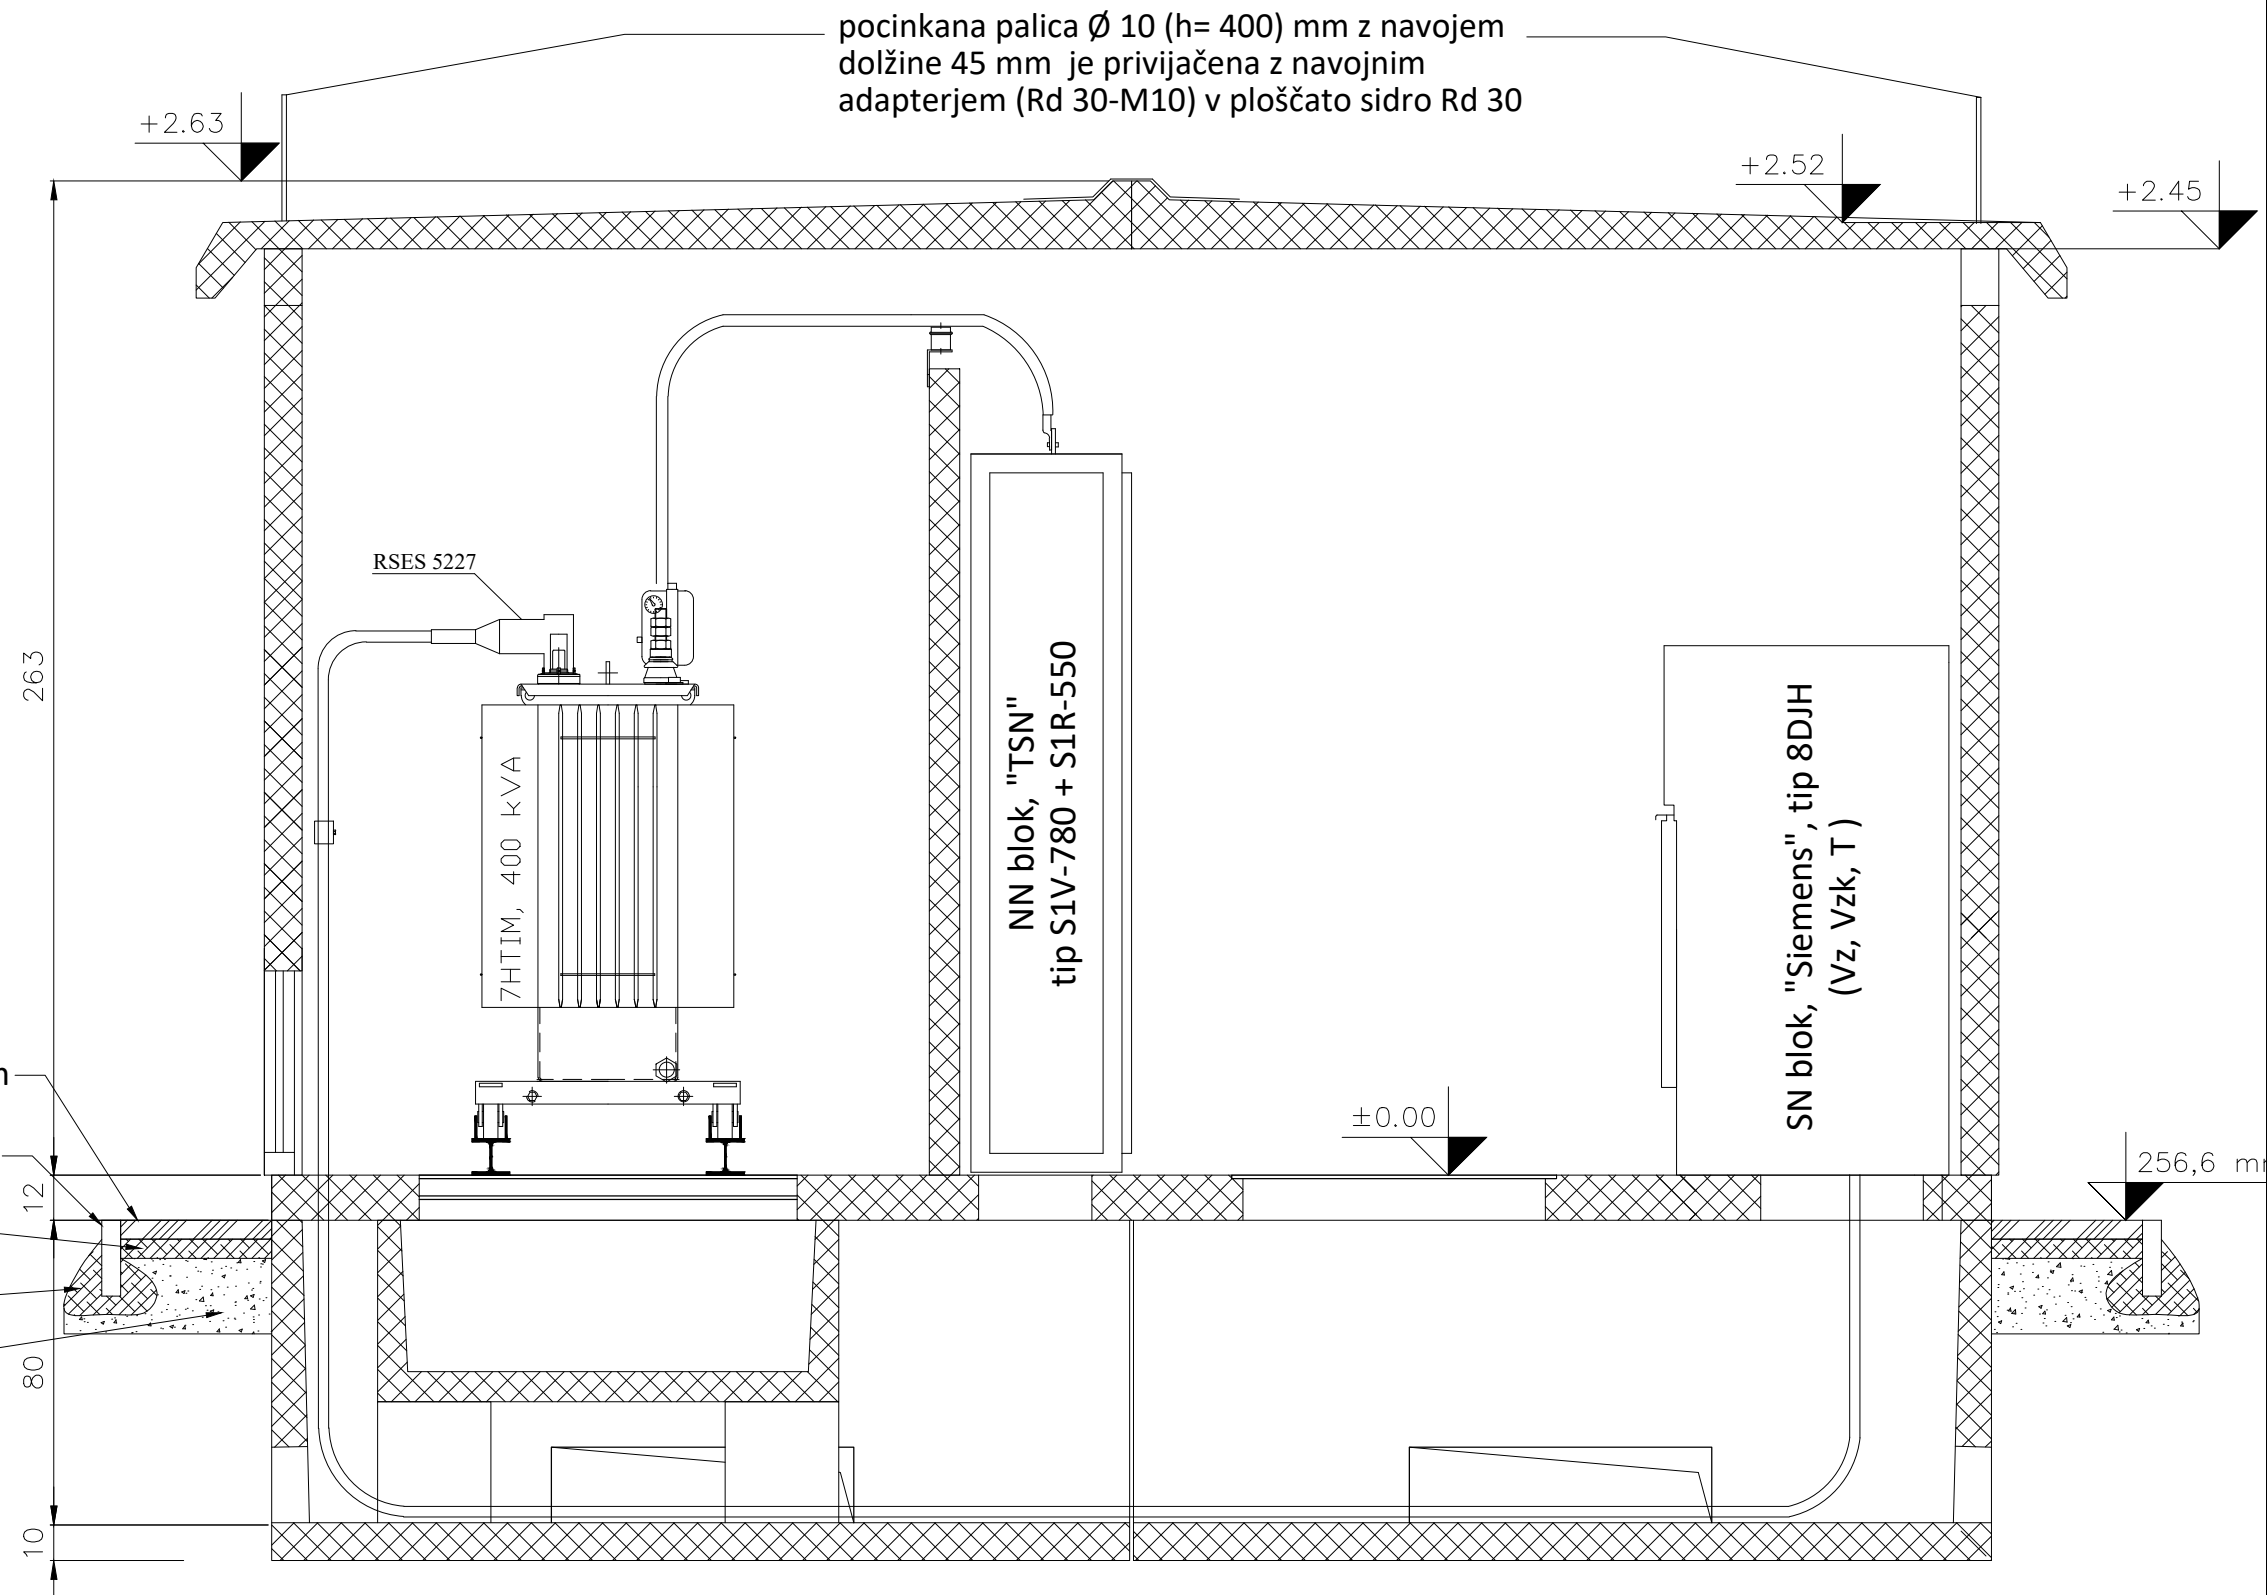 pocinkana palica Ø 10 (h= 400) mm z navojem
dolžine 45 mm je privijačena z navojnim
adapterjem (Rd 30-M10) v ploščato sidro Rd 30
+2.63
+2.52
+2.45
RSES 5227
263
7HTIM, 400 kVA
NN blok, "TSN"
tip S1V-780 + S1R-550
SN blok, "Siemens", tip 8DJH
(Vz, Vzk, T )
±0.00
256,6
12
80
10